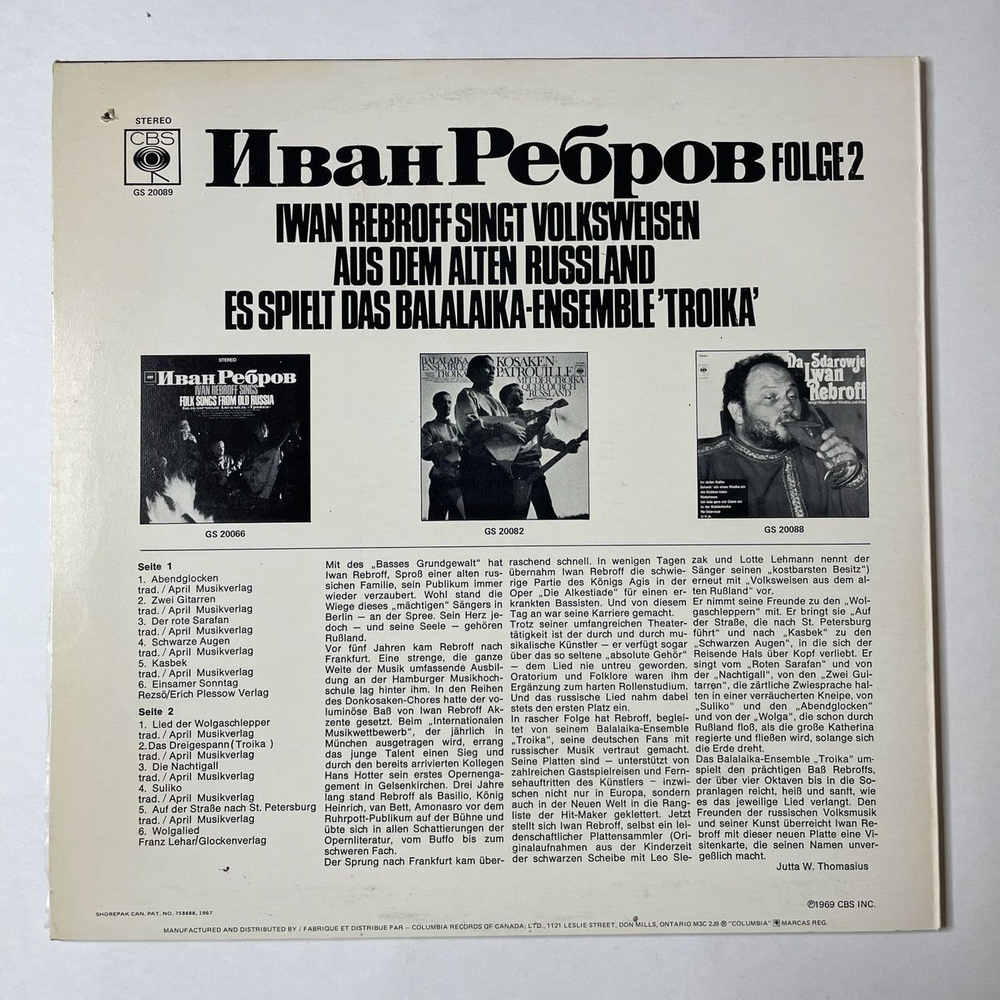 STEREO
CBS
GS 20089
Иван Ребров FOLGE 2
IWAN REBROFF SINGT VOLKSWEISEN
AUS DEM ALTEN RUSSLAND
ES SPIELT DAS BALALAIKA-ENSEMBLE 'TROIKA'
STEREO
Иван Ребров
IVAN REBROFF SINGS
FOLK SONGS FROM OLD RUSSIA
GS 20066
BALALAIKA
ENSEMBLE
TROIKA
KOSAKEN-
PATROUILLE
MIT DER TROIKA
QUER DURCH
RUSSLAND
GS 20082
Na Sdarowje
Iwan
Rebroff
GS 20088
Seite 1
1. Abendglocken
trad. / April Musikverlag
2. Zwei Gitarren
trad. / April Musikverlag
3. Der rote Sarafan
trad. / April Musikverlag
4. Schwarze Augen
trad. / April Musikverlag
5. Kasbek
trad. / April Musikverlag
6. Einsamer Sonntag
Rezsö/Erich Plessow Verlag
Seite 2
1. Lied der Wolgaschlepper
trad. / April Musikverlag
2. Das Dreigespann (Troika )
trad. / April Musikverlag
3. Die Nachtigall
trad. / April Musikverlag
4. Suliko
trad. / April Musikverlag
5. Auf der Straße nach St. Petersburg
trad. / April Musikverlag
6. Wolgalied
Franz Lehar/Glockenverlag
Mit des „Basses Grundgewalt" hat
Iwan Rebroff, Sproß einer alten rus-
sichen Familie, sein Publikum immer
wieder verzaubert. Wohl stand die
Wiege dieses „mächtigen" Sängers in
Berlin — an der Spree. Sein Herz je-
doch — und seine Seele — gehören
Rußland.
Vor fünf Jahren kam Rebroff nach
Frankfurt. Eine strenge, die ganze
Weite der Musik umfassende Ausbil-
dung an der Hamburger Musikhoch-
schule lag hinter ihm. In den Reihen
des Donkosaken-Chores hatte der vo-
luminöse Baß von Iwan Rebroff Ak-
zente gesetzt. Beim „Internationalen
Musikwettbewerb", der jährlich in
München ausgetragen wird, errang
das junge Talent einen Sieg und
durch den bereits arrivierten Kollegen
Hans Hotter sein erstes Opernenga-
gement in Gelsenkirchen. Drei Jahre
lang stand Rebroff als Basilio, König
Heinrich, van Bett, Amonasro vor dem
Ruhrpott-Publikum auf der Bühne und
übte sich in allen Schattierungen der
Opernliteratur, vom Buffo bis zum
schweren Fach.
Der Sprung nach Frankfurt kam über-
raschend schnell. In wenigen Tagen
übernahm Iwan Rebroff die schwie-
rige Partie des Königs Agis in der
Oper „Die Alkestiade" für einen er-
krankten Bassisten. Und von diesem
Tag an war seine Karriere gemacht.
Trotz seiner umfangreichen Theater-
tätigkeit ist der durch und durch mu-
sikalische Künstler — er verfügt sogar
über das so seltene „absolute Gehör"
— dem Lied nie untreu geworden.
Oratorium und Folklore waren ihm
Ergänzung zum harten Rollenstudium.
Und das russische Lied nahm dabei
stets den ersten Platz ein.
In rascher Folge hat Rebroff, beglei-
tet von seinem Balalaika-Ensemble
„Troika", seine deutschen Fans mit
russischer Musik vertraut gemacht.
Seine Platten sind — unterstützt von
zahlreichen Gastspielreisen und Fern-
sehauftritten des Künstlers — inzwi-
schen nicht nur in Europa, sondern
auch in der Neuen Welt in die Rang-
liste der Hit-Maker geklettert. Jetzt
stellt sich Iwan Rebroff, selbst ein lei-
denschaftlicher Plattensammler (Ori-
ginalaufnahmen aus der Kinderzeit
der schwarzen Scheibe mit Leo Sle-
zak und Lotte Lehmann nennt der
Sänger seinen „kostbarsten Besitz")
erneut mit „Volksweisen aus dem al-
ten Rußland" vor.
Er nimmt seine Freunde zu den „Wol-
gaschleppern" mit. Er bringt sie „Auf
der Straße, die nach St. Petersburg
führt" und nach „Kasbek" zu den
„Schwarzen Augen", in die sich der
Reisende Hals über Kopf verliebt. Er
singt vom „Roten Sarafan" und von
der „Nachtigall", von den „Zwei Gui-
tarren", die zärtliche Zwiesprache hal-
ten in einer verräucherten Kneipe, von
„Suliko" und den „Abendglocken"
und von der „Wolga", die schon durch
Rußland floß, als die große Katherina
regierte und fließen wird, solange sich
die Erde dreht.
Das Balalaika-Ensemble „Troika" um-
spielt den prächtigen Baß Rebroffs,
der über vier Oktaven bis in die So-
pranlagen reicht, heiß und sanft, wie
es das jeweilige Lied verlangt. Den
Freunden der russischen Volksmusik
und seiner Kunst überreicht Iwan Re-
broff mit dieser neuen Platte eine Vi-
sitenkarte, die seinen Namen unver-
geßlich macht.
Jutta W. Thomasius
SHOREPAK CAN. PAT. NO. 758888, 1967
℗1969 CBS INC.
MANUFACTURED AND DISTRIBUTED BY / FABRIQUE ET DISTRIBUE PAR – COLUMBIA RECORDS OF CANADA, LTD., 1121 LESLIE STREET, DON MILLS, ONTARIO M3C 2J9 ® "COLUMBIA" MARCAS REG.